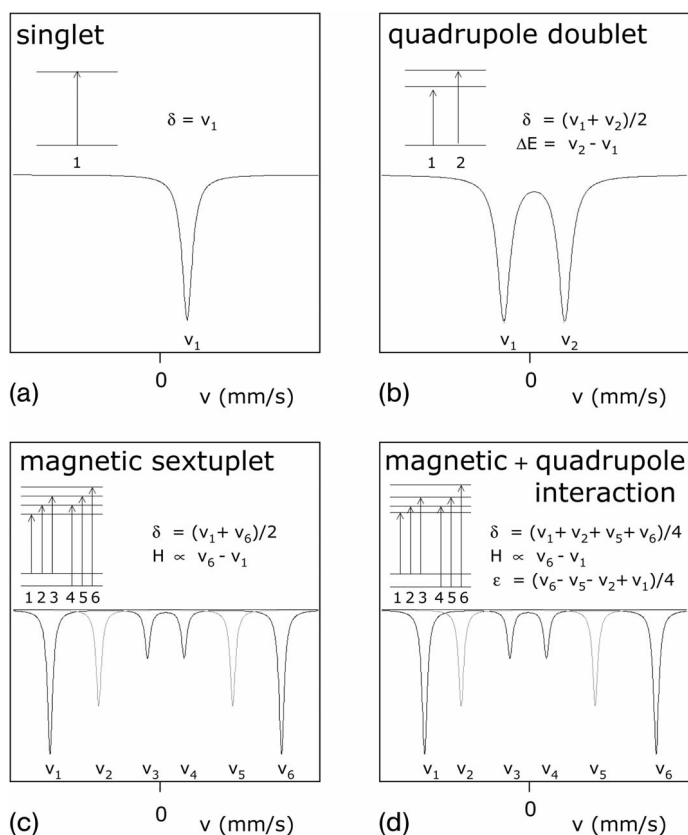 singlet
δ = v₁
1
v₁
0
(a)
v (mm/s)
quadrupole doublet
δ = (v₁ + v₂)/2
ΔE = v₂ - v₁
1 2
v₁ v₂
0
(b)
v (mm/s)
magnetic sextuplet
δ = (v₁ + v₆)/2
H ∝ v₆ - v₁
1 2 3 4 5 6
v₁ v₂ v₃ v₄ v₅ v₆
0
(c)
v (mm/s)
magnetic + quadrupole
interaction
δ = (v₁ + v₂ + v₅ + v₆)/4
H ∝ v₆ - v₁
ε = (v₆ - v₅ - v₂ + v₁)/4
1 2 3 4 5 6
v₁ v₂ v₃ v₄ v₅ v₆
0
(d)
v (mm/s)